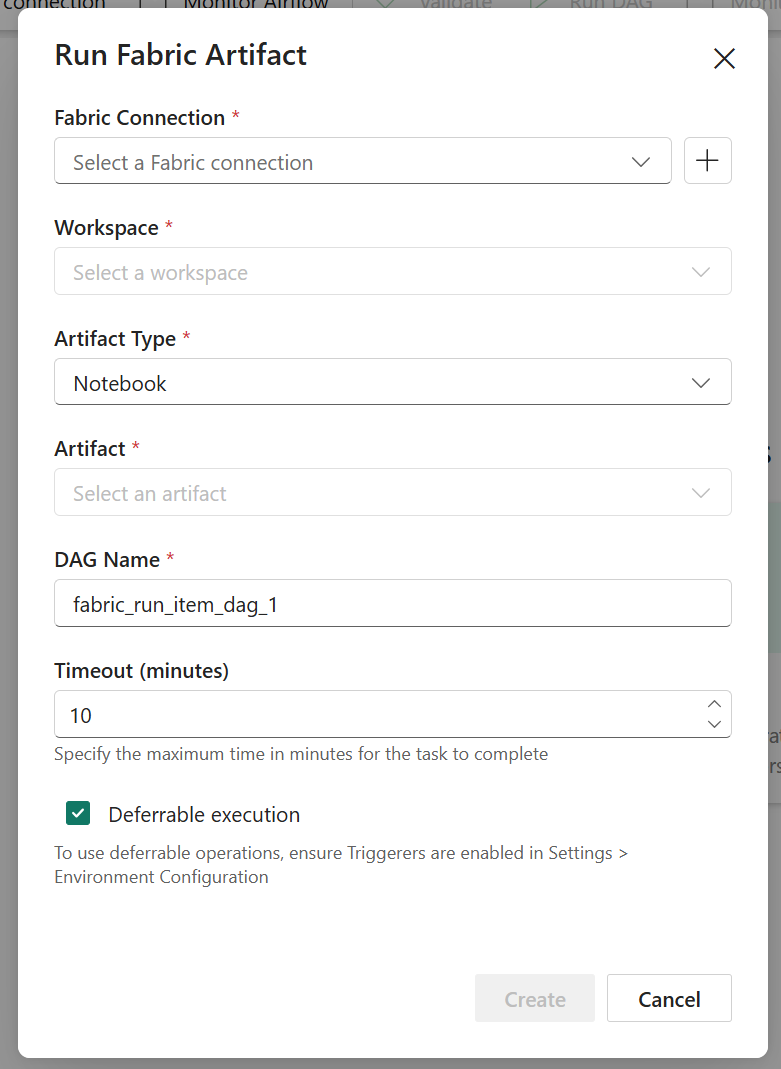 connection
Monitor Airflow
Validate
Run DAG
Run Fabric Artifact
Fabric Connection *
Select a Fabric connection
Workspace *
Select a workspace
Artifact Type *
Notebook
Artifact *
Select an artifact
DAG Name *
fabric_run_item_dag_1
Timeout (minutes)
10
Specify the maximum time in minutes for the task to complete
Deferrable execution
To use deferrable operations, ensure Triggerers are enabled in Settings >
Environment Configuration
Create
Cancel